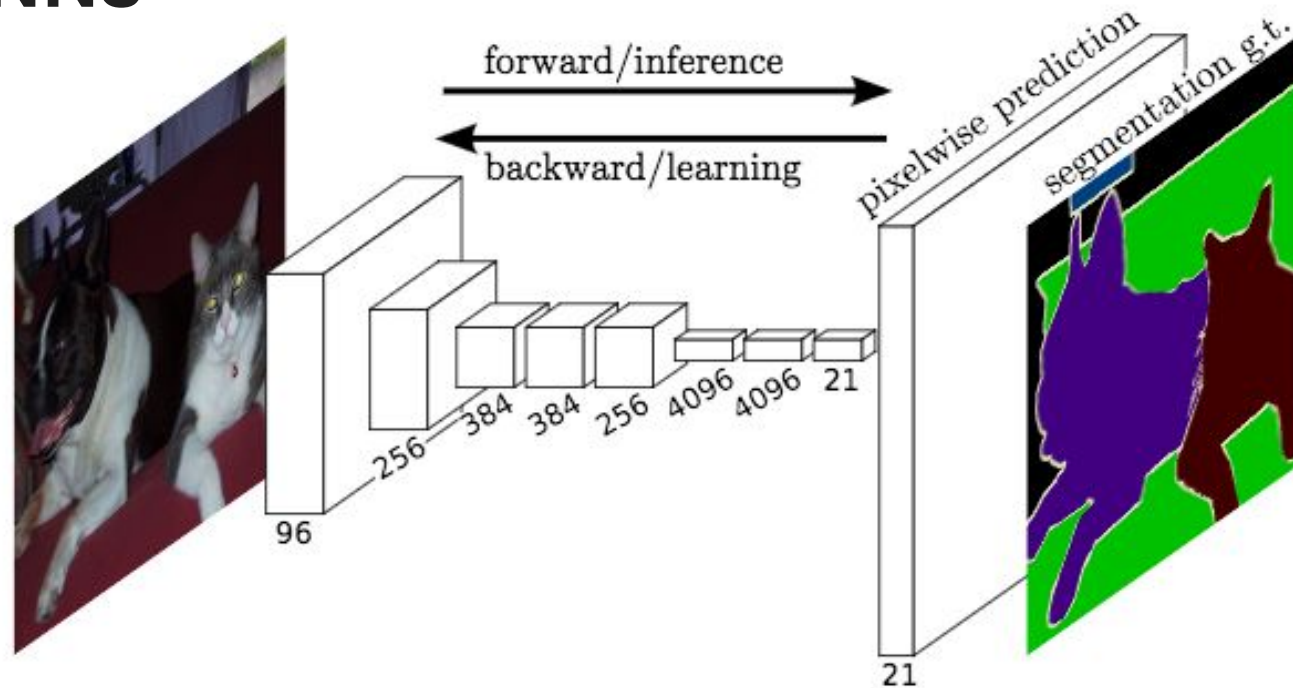 forward/inference
backward/learning
pixelwise prediction
segmentation g.t.
96
256
384
384
256
4096
4096
21
21